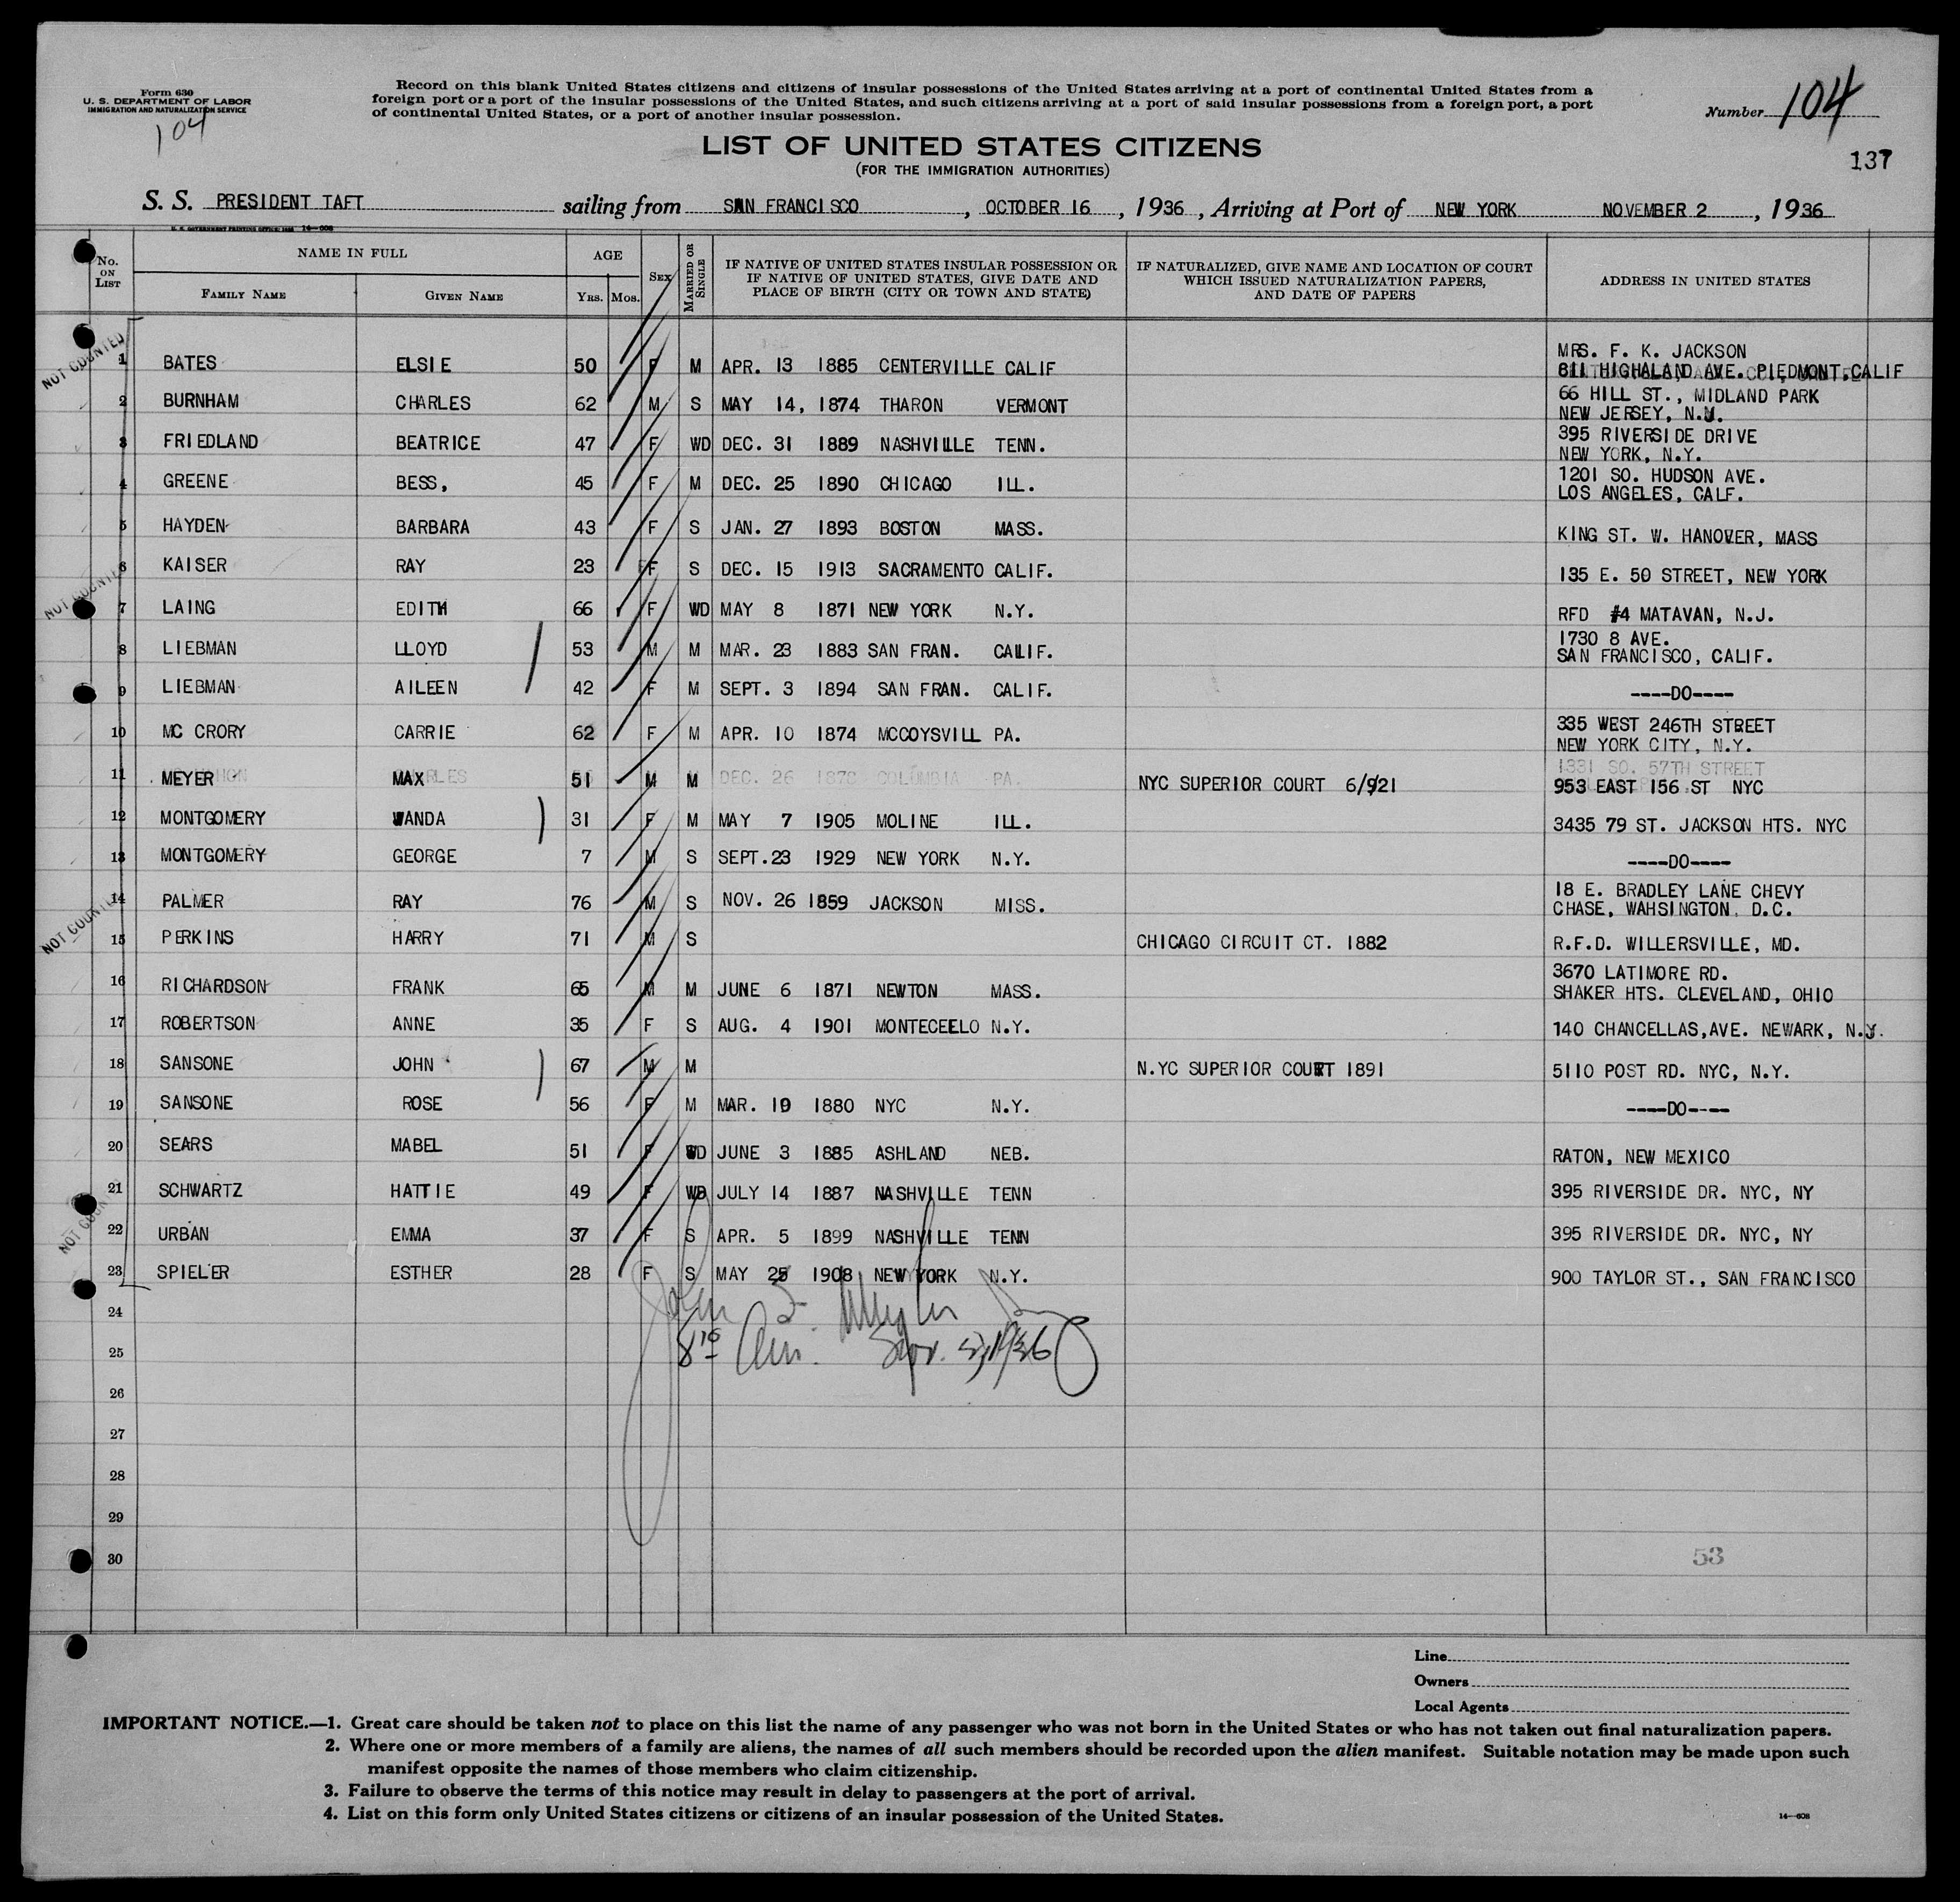 Form 630
U. S. DEPARTMENT OF LABOR
IMMIGRATION AND NATURALIZATION SERVICE
104
Record on this blank United States citizens and citizens of insular possessions of the United States arriving at a port of continental United States from a
foreign port or a port of the insular possessions of the United States, and such citizens arriving at a port of said insular possessions from a foreign port, a port
of continental United States, or a port of another insular possession.
Number 104
137
LIST OF UNITED STATES CITIZENS
(FOR THE IMMIGRATION AUTHORITIES)
S. S. PRESIDENT TAFT sailing from SAN FRANCISCO, OCTOBER 16, 1936, Arriving at Port of NEW YORK NOVEMBER 2, 1936
U. S. GOVERNMENT PRINTING OFFICE 14—608
No. ON LIST
NAME IN FULL
FAMILY NAME
GIVEN NAME
AGE
YRS.
MOS.
SEX
MARRIED OR SINGLE
IF NATIVE OF UNITED STATES INSULAR POSSESSION OR
IF NATIVE OF UNITED STATES, GIVE DATE AND
PLACE OF BIRTH (CITY OR TOWN AND STATE)
IF NATURALIZED, GIVE NAME AND LOCATION OF COURT
WHICH ISSUED NATURALIZATION PAPERS,
AND DATE OF PAPERS
ADDRESS IN UNITED STATES
NOT COUNTED
MRS. F. K. JACKSON
1 BATES ELSIE 50 F M APR. 13 1885 CENTERVILLE CALIF 811 HIGHALAND AVE. PIEDMONT, CALIF
2 BURNHAM CHARLES 62 M S MAY 14, 1874 THARON VERMONT 66 HILL ST., MIDLAND PARK
NEW JERSEY, N.J.
3 FRIEDLAND BEATRICE 47 F WD DEC. 31 1889 NASHVILLE TENN. 395 RIVERSIDE DRIVE
NEW YORK, N.Y.
4 GREENE BESS, 45 F M DEC. 25 1890 CHICAGO ILL. 1201 SO. HUDSON AVE.
LOS ANGELES, CALF.
5 HAYDEN BARBARA 43 F S JAN. 27 1893 BOSTON MASS. KING ST. W. HANOVER, MASS
6 KAISER RAY 23 F S DEC. 15 1913 SACRAMENTO CALIF. 135 E. 50 STREET, NEW YORK
NOT COUNTED
7 LAING EDITH 66 F WD MAY 8 1871 NEW YORK N.Y. RFD #4 MATAVAN, N.J.
8 LIEBMAN LLOYD 53 M M MAR. 23 1883 SAN FRAN. CALIF. 1730 8 AVE.
SAN FRANCISCO, CALIF.
9 LIEBMAN AILEEN 42 F M SEPT. 3 1894 SAN FRAN. CALIF. ----DO----
10 MC CRORY CARRIE 62 F M APR. 10 1874 MCCOYSVILL PA. 335 WEST 246TH STREET
NEW YORK CITY, N.Y.
DEC. 26 1878 COLUMBIA PA. 1331 SO. 57TH STREET
11 MEYER MAX 51 M M NYC SUPERIOR COURT 6/921 953 EAST 156 ST NYC
12 MONTGOMERY WANDA 31 F M MAY 7 1905 MOLINE ILL. 3435 79 ST. JACKSON HTS. NYC
13 MONTGOMERY GEORGE 7 M S SEPT.23 1929 NEW YORK N.Y. ----DO----
14 PALMER RAY 76 M S NOV. 26 1859 JACKSON MISS. 18 E. BRADLEY LANE CHEVY
CHASE, WAHSINGTON, D.C.
NOT COUNTED
15 PERKINS HARRY 71 M S CHICAGO CIRCUIT CT. 1882 R.F.D. WILLERSVILLE, MD.
16 RICHARDSON FRANK 65 M M JUNE 6 1871 NEWTON MASS. 3670 LATIMORE RD.
SHAKER HTS. CLEVELAND, OHIO
17 ROBERTSON ANNE 35 F S AUG. 4 1901 MONTECEELO N.Y. 140 CHANCELLAS,AVE. NEWARK, N.J.
18 SANSONE JOHN 67 M M N.YC SUPERIOR COURT 1891 5110 POST RD. NYC, N.Y.
19 SANSONE ROSE 56 F M MAR. 19 1880 NYC N.Y. ----DO----
20 SEARS MABEL 51 F WD JUNE 3 1885 ASHLAND NEB. RATON, NEW MEXICO
21 SCHWARTZ HATTIE 49 F WD JULY 14 1887 NASHVILLE TENN 395 RIVERSIDE DR. NYC, NY
22 URBAN EMMA 37 F S APR. 5 1899 NASHVILLE TENN 395 RIVERSIDE DR. NYC, NY
23 SPIELER ESTHER 28 F S MAY 25 1908 NEW YORK N.Y. 900 TAYLOR ST., SAN FRANCISCO
24
John
25
Nov. 2, 1936
26
27
28
29
30
53
Line
Owners
Local Agents
IMPORTANT NOTICE.—1. Great care should be taken not to place on this list the name of any passenger who was not born in the United States or who has not taken out final naturalization papers.
2. Where one or more members of a family are aliens, the names of all such members should be recorded upon the alien manifest. Suitable notation may be made upon such
manifest opposite the names of those members who claim citizenship.
3. Failure to observe the terms of this notice may result in delay to passengers at the port of arrival.
4. List on this form only United States citizens or citizens of an insular possession of the United States.
14—608